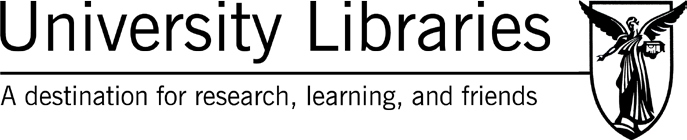 University Libraries
A destination for research, learning, and friends